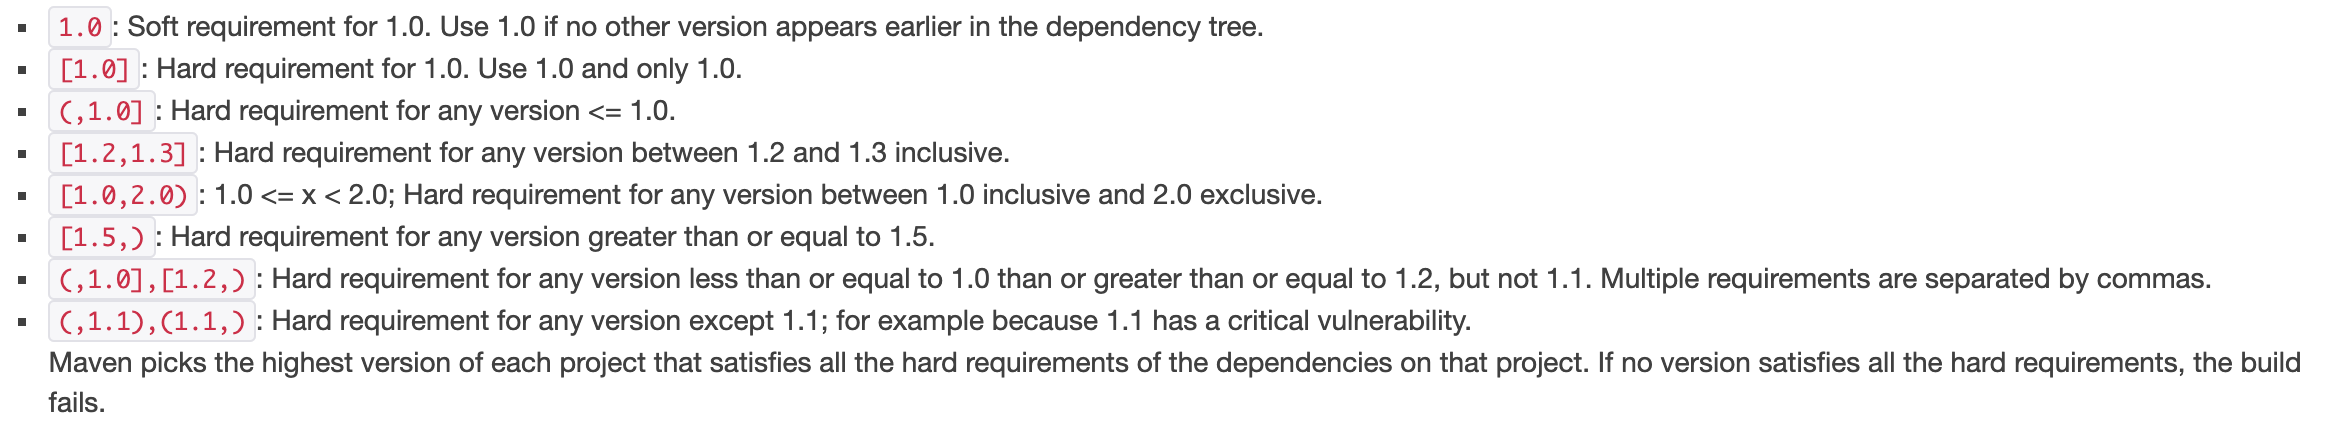 1.0 : Soft requirement for 1.0. Use 1.0 if no other version appears earlier in the dependency tree.
[1.0] : Hard requirement for 1.0. Use 1.0 and only 1.0.
(,1.0] : Hard requirement for any version <= 1.0.
[1.2,1.3] : Hard requirement for any version between 1.2 and 1.3 inclusive.
[1.0,2.0) : 1.0 <= x < 2.0; Hard requirement for any version between 1.0 inclusive and 2.0 exclusive.
[1.5,) : Hard requirement for any version greater than or equal to 1.5.
(,1.0],[1.2,) : Hard requirement for any version less than or equal to 1.0 than or greater than or equal to 1.2, but not 1.1. Multiple requirements are separated by commas.
(,1.1),(1.1,) : Hard requirement for any version except 1.1; for example because 1.1 has a critical vulnerability.
Maven picks the highest version of each project that satisfies all the hard requirements of the dependencies on that project. If no version satisfies all the hard requirements, the build
fails.